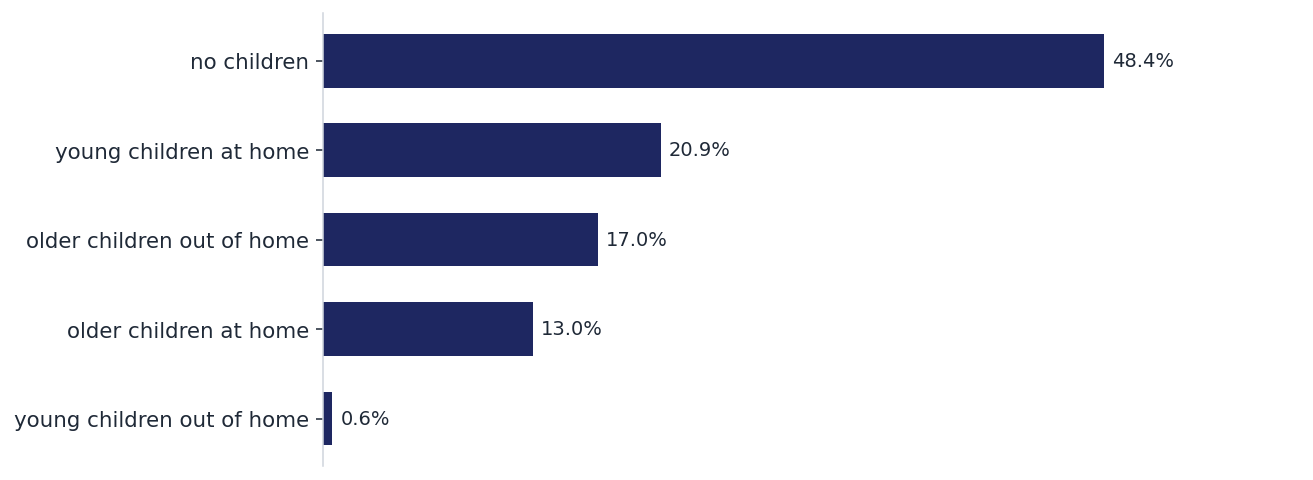 no children 48.4%
young children at home 20.9%
older children out of home 17.0%
older children at home 13.0%
young children out of home 0.6%